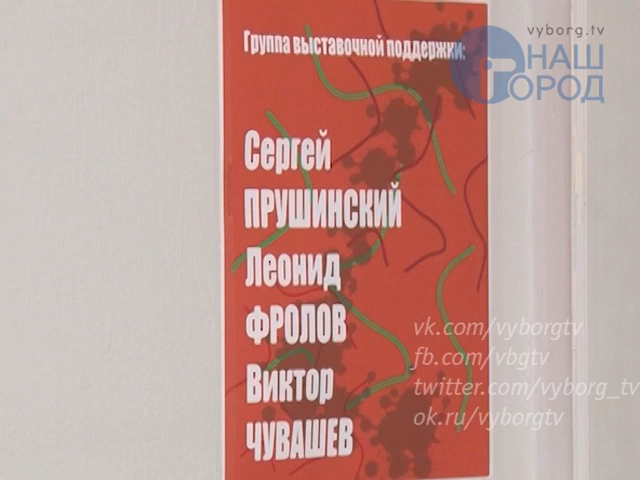 vyborg.tv
НАШ
ГОРОД
Группа выставочной поддержки:
Сергей
ПРУШИНСКИЙ
Леонид
ФРОЛОВ
Виктор
ЧУВАШЕВ
vk.com/vyborgtv
fb.com/vbgtv
twitter.com/vyborg_tv
ok.ru/vyborgtv